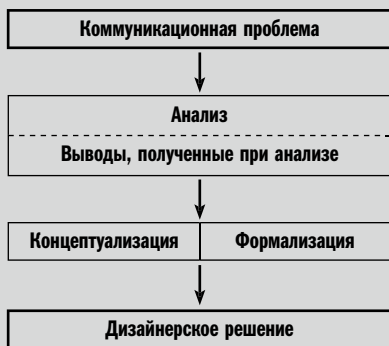 Коммуникационная проблема
Анализ
Выводы, полученные при анализе
Концептуализация
Формализация
Дизайнерское решение